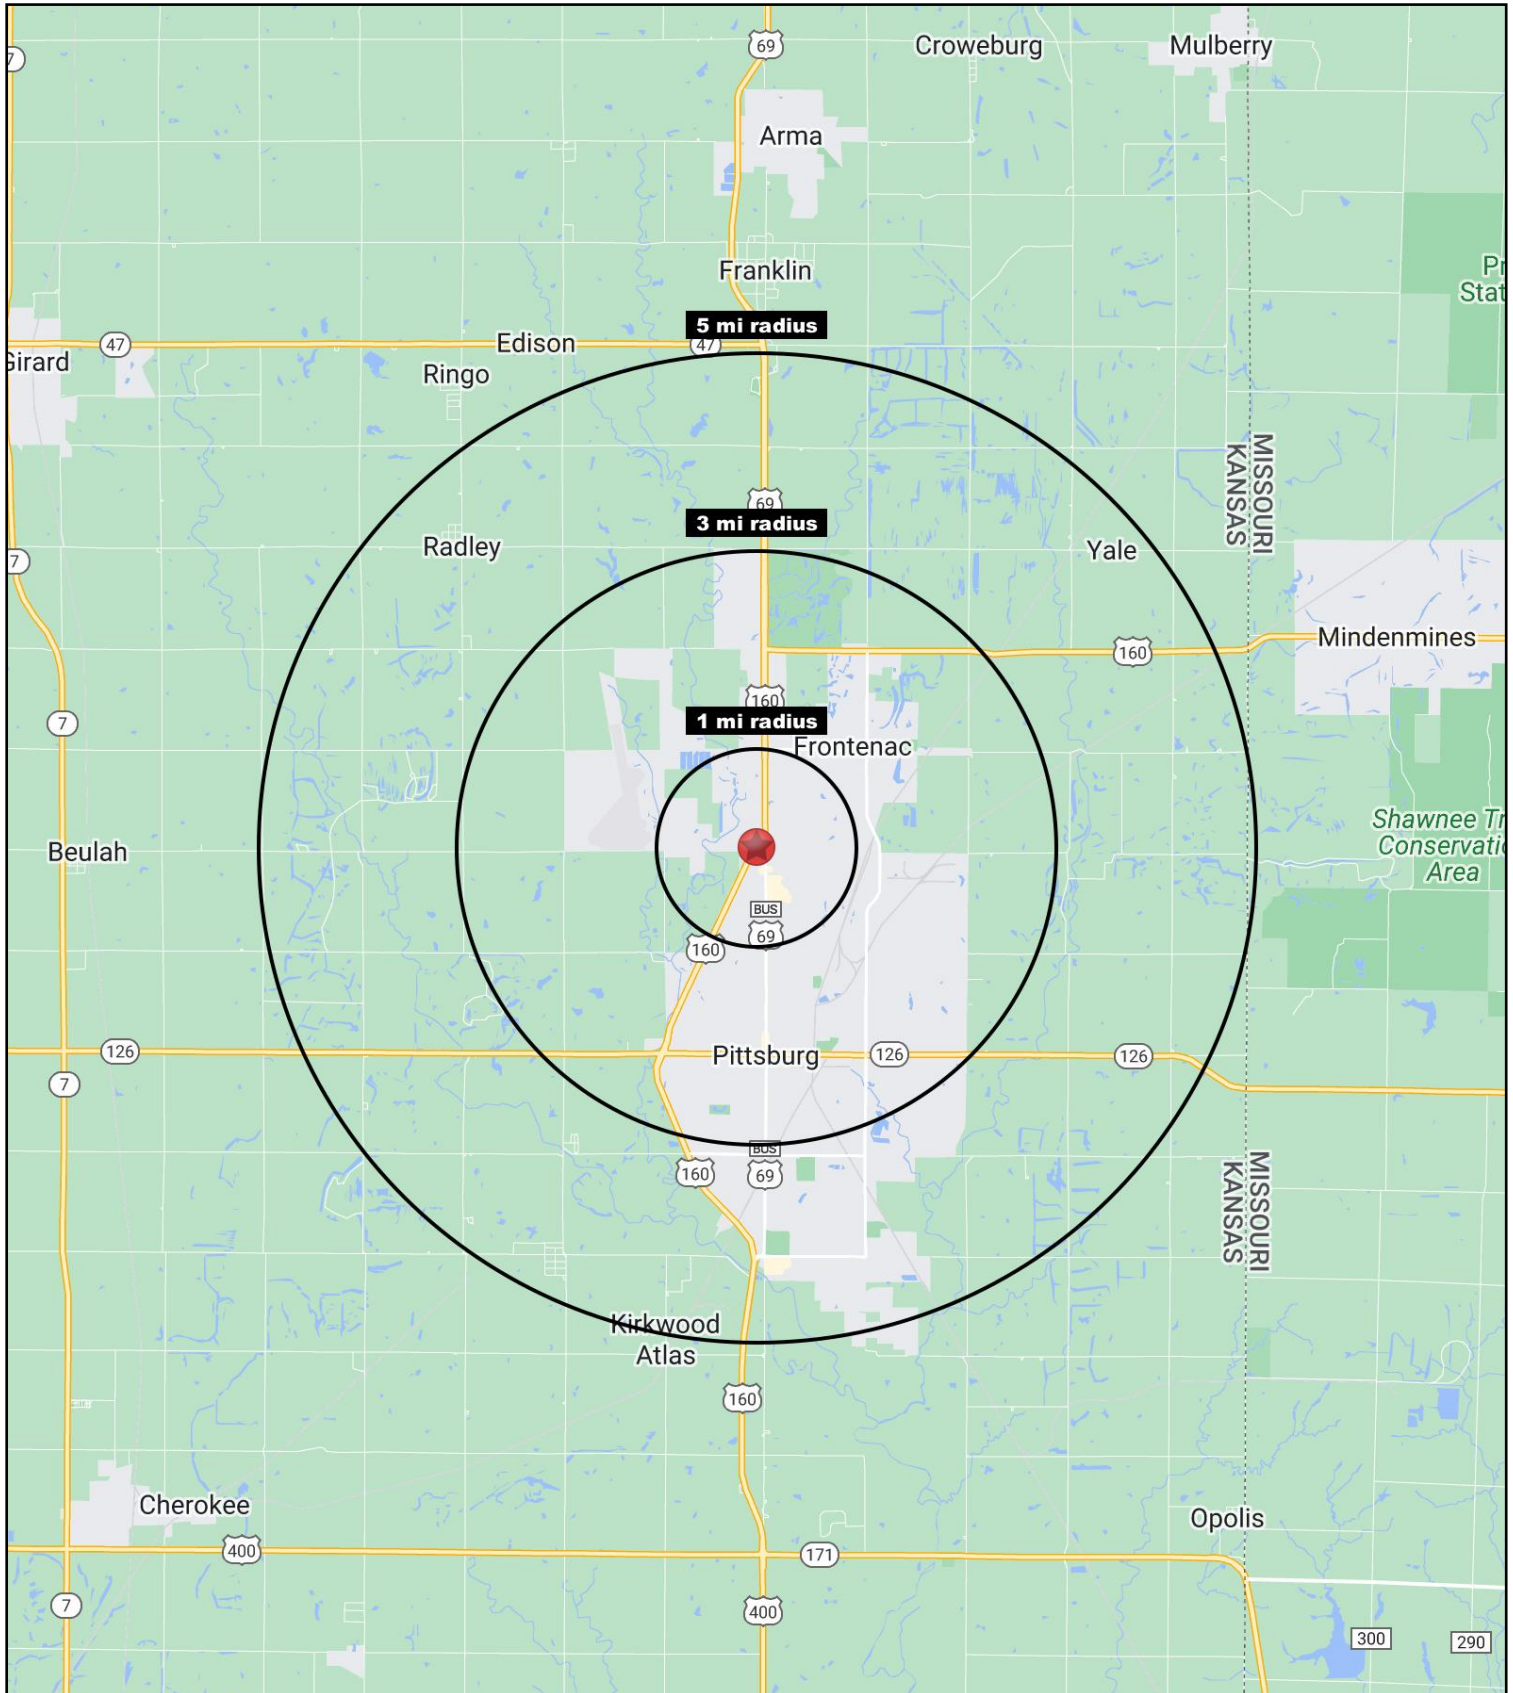 69
Croweburg
Mulberry
7
Arma
Franklin
Pr
Stat
5 mi radius
47
Edison
47
Girard
Ringo
MISSOURI
KANSAS
69
3 mi radius
Radley
Yale
7
Mindenmines
160
160
7
1 mi radius
Frontenac
Shawnee Tr
Conservati
Area
Beulah
BUS
69
160
126
Pittsburg
126
126
7
BUS
160
69
MISSOURI
KANSAS
Kirkwood
Atlas
160
Cherokee
Opolis
400
171
7
400
300
290